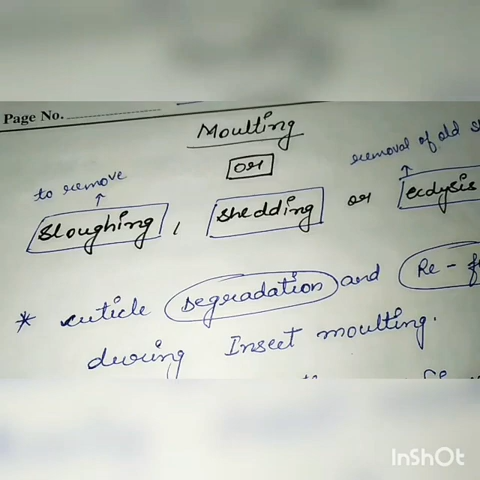 Page No.
Moulting
or
to remove
removal of old
Sloughing, shedding or ecdysis
* cuticle Degradation and Re-
during Insect moulting.
InShOt